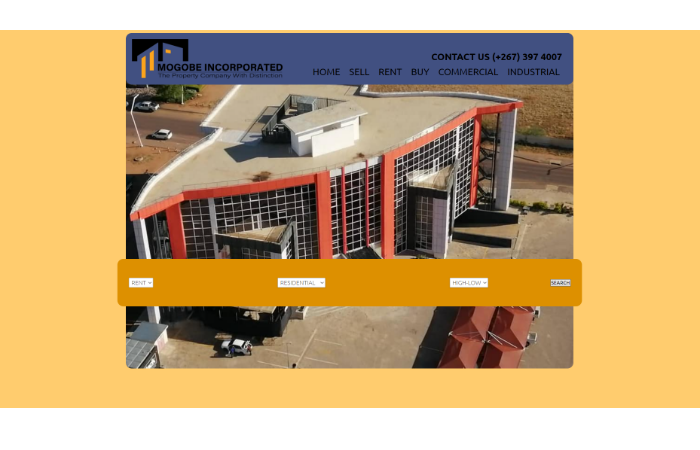 MOGOBE INCORPORATED
The Property Company With Distinction
CONTACT US (+267) 397 4007
HOME SELL RENT BUY COMMERCIAL INDUSTRIAL
RENT RESIDENTIAL HIGH-LOW SEARCH